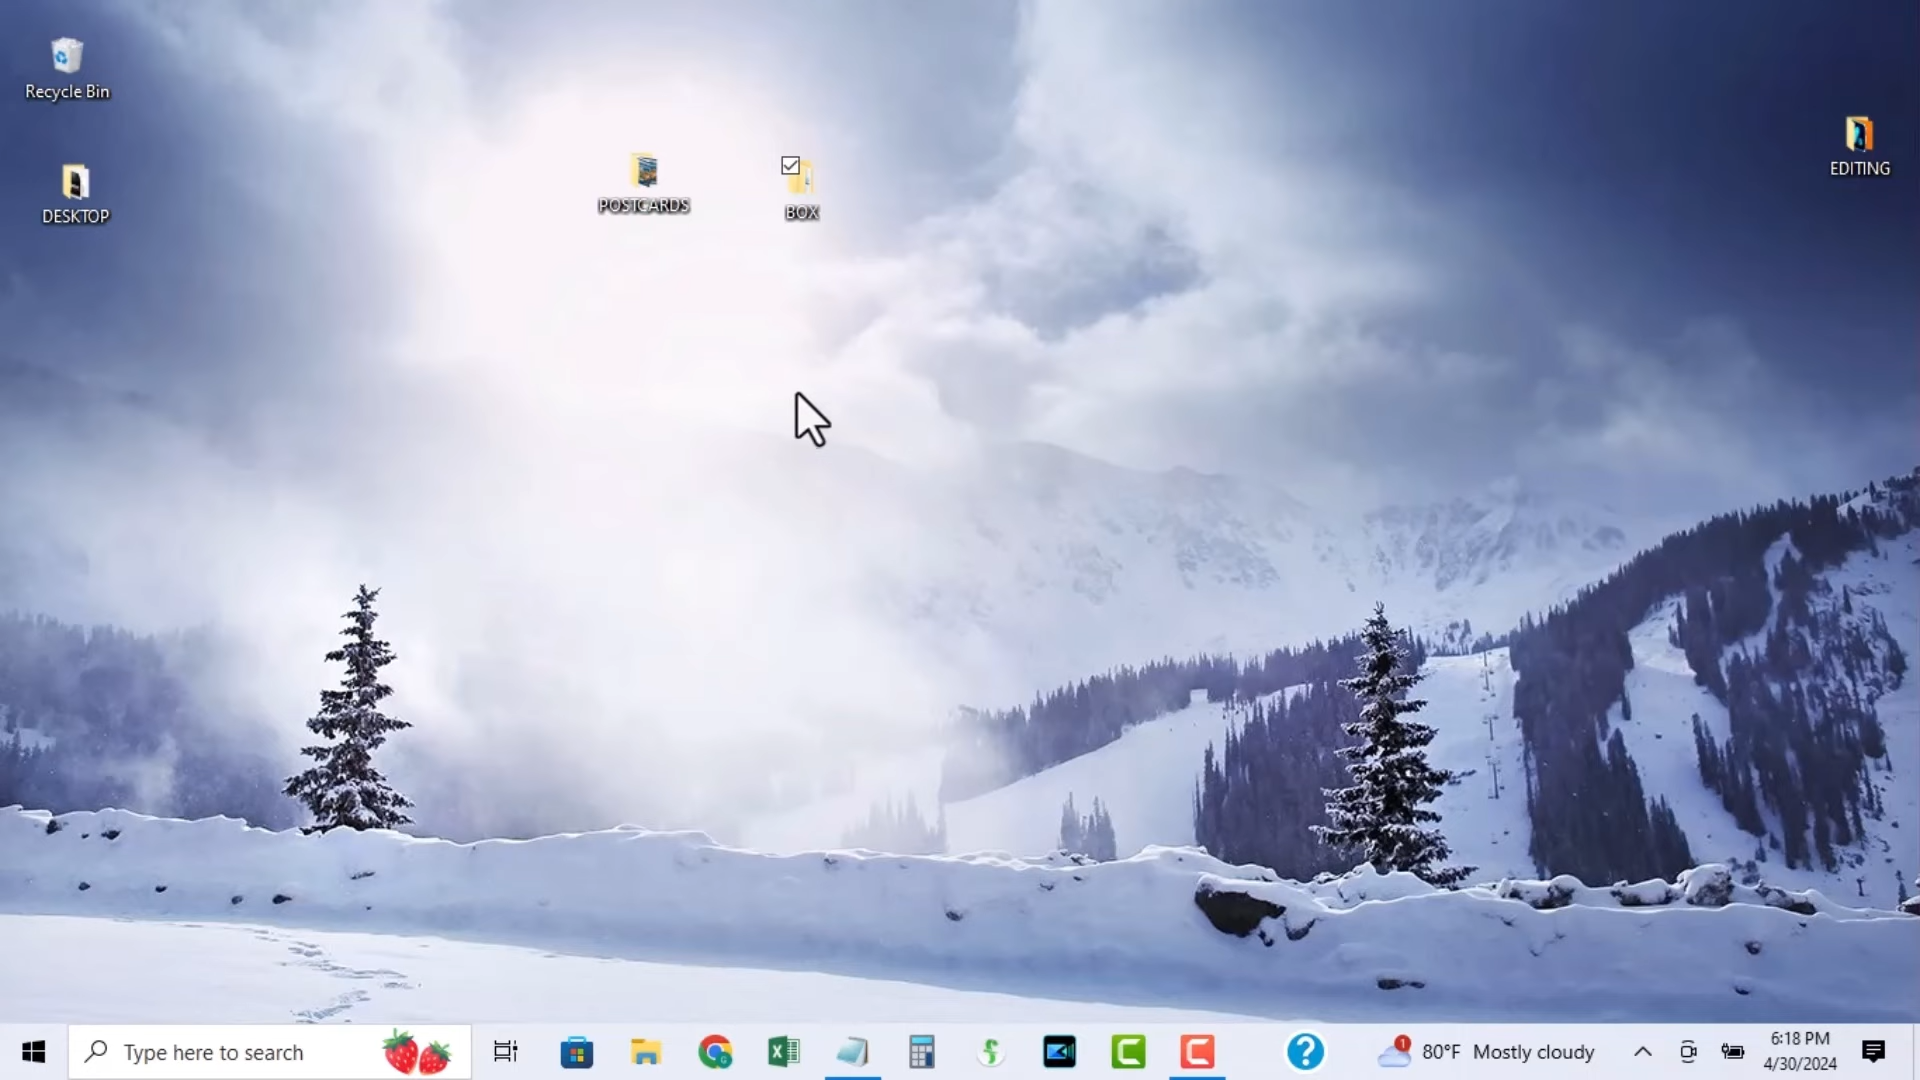 Recycle Bin
DESKTOP
POSTCARDS
BOX
EDITING
Type here to search
1
80°F Mostly cloudy
6:18 PM
4/30/2024